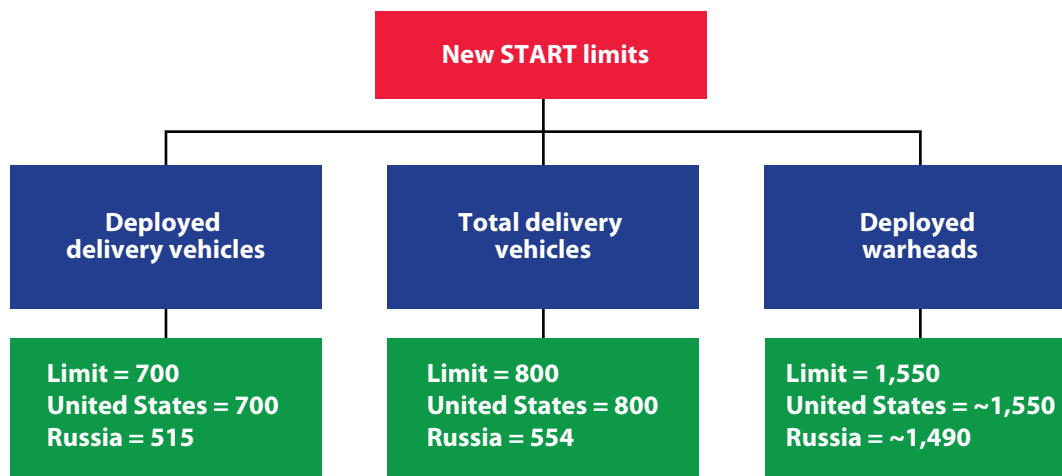 New START limits
Deployed
delivery vehicles
Total delivery
vehicles
Deployed
warheads
Limit = 700
United States = 700
Russia = 515
Limit = 800
United States = 800
Russia = 554
Limit = 1,550
United States = ~1,550
Russia = ~1,490